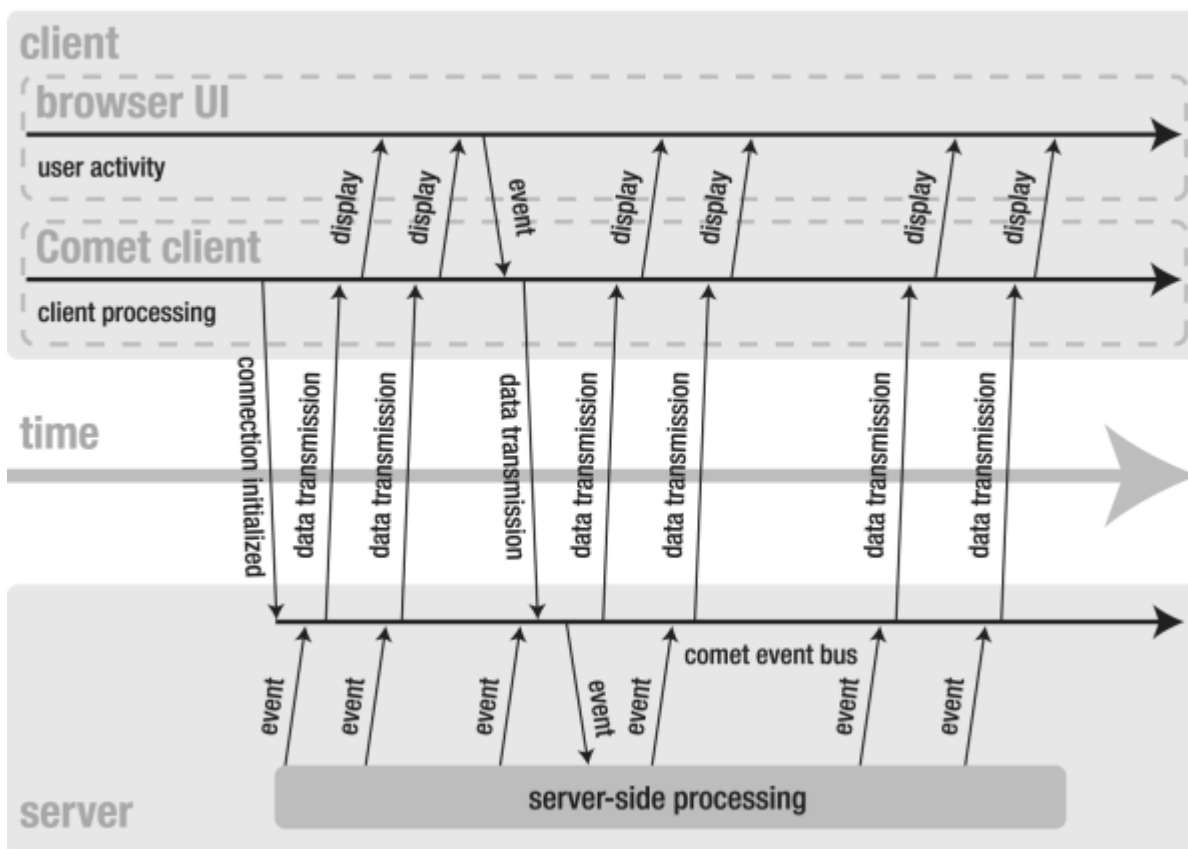 client
browser UI
user activity
display
display
event
display
display
display
display
Comet client
client processing
connection initialized
data transmission
data transmission
data transmission
data transmission
data transmission
data transmission
data transmission
time
comet event bus
event
event
event
event
event
event
event
server-side processing
server